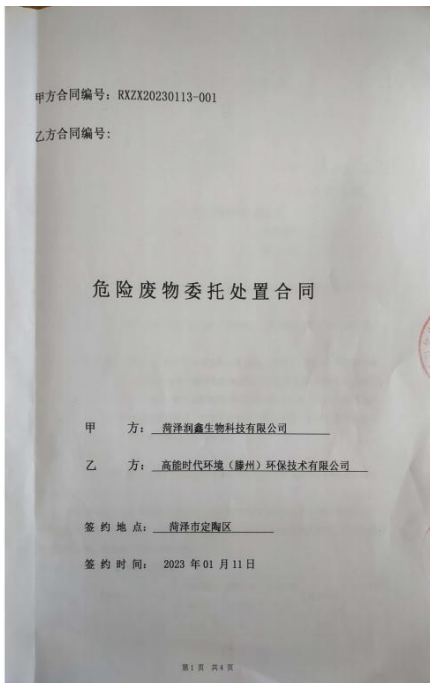 甲方合同编号：RXZX20230113-001
乙方合同编号：
危险废物委托处置合同
甲 方：菏泽润鑫生物科技有限公司
乙 方：高能时代环境（滕州）环保技术有限公司
签约地点：菏泽市定陶区
签约时间：2023 年 01 月 11 日
第 1 页 共 4 页